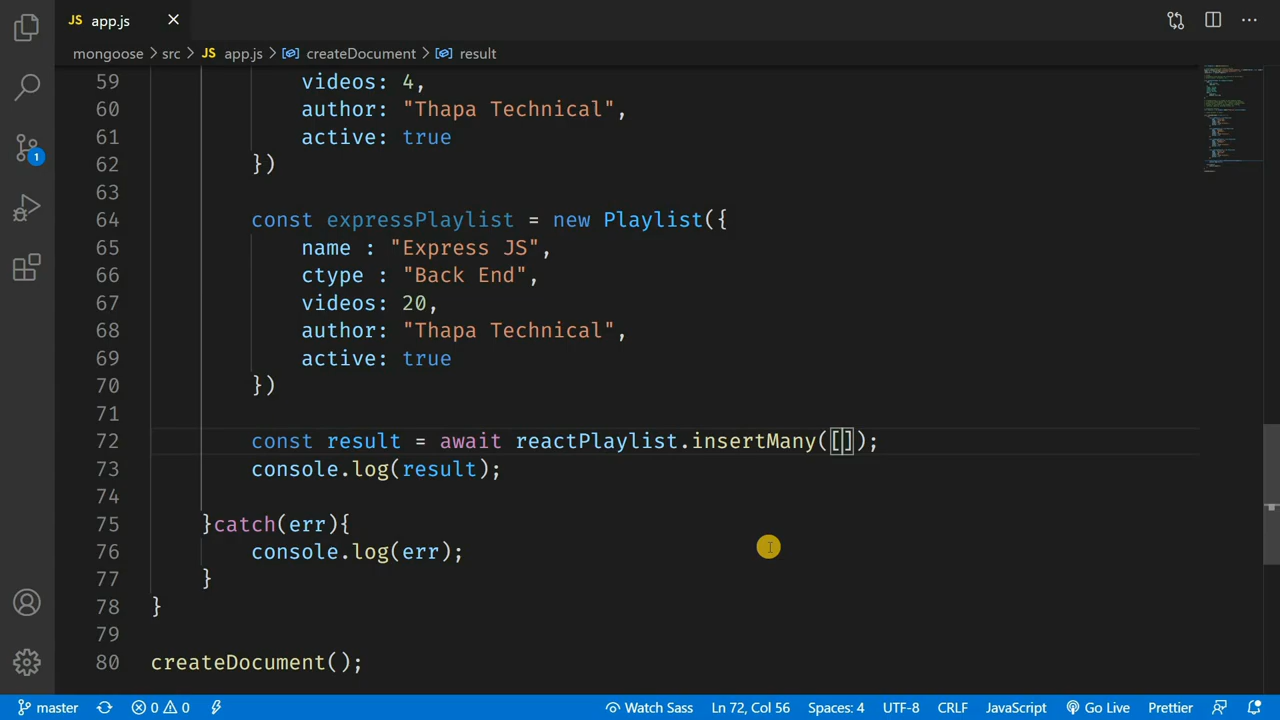 JS app.js
mongoose > src > JS app.js > createDocument > result
59 videos: 4,
60 author: "Thapa Technical",
61 active: true
62 })
63
64 const expressPlaylist = new Playlist({
65 name : "Express JS",
66 ctype : "Back End",
67 videos: 20,
68 author: "Thapa Technical",
69 active: true
70 })
71
72 const result = await reactPlaylist.insertMany([]);
73 console.log(result);
74
75 }catch(err){
76 console.log(err);
77 }
78 }
79
80 createDocument();
1
master 0 0 Watch Sass Ln 72, Col 56 Spaces: 4 UTF-8 CRLF JavaScript Go Live Prettier